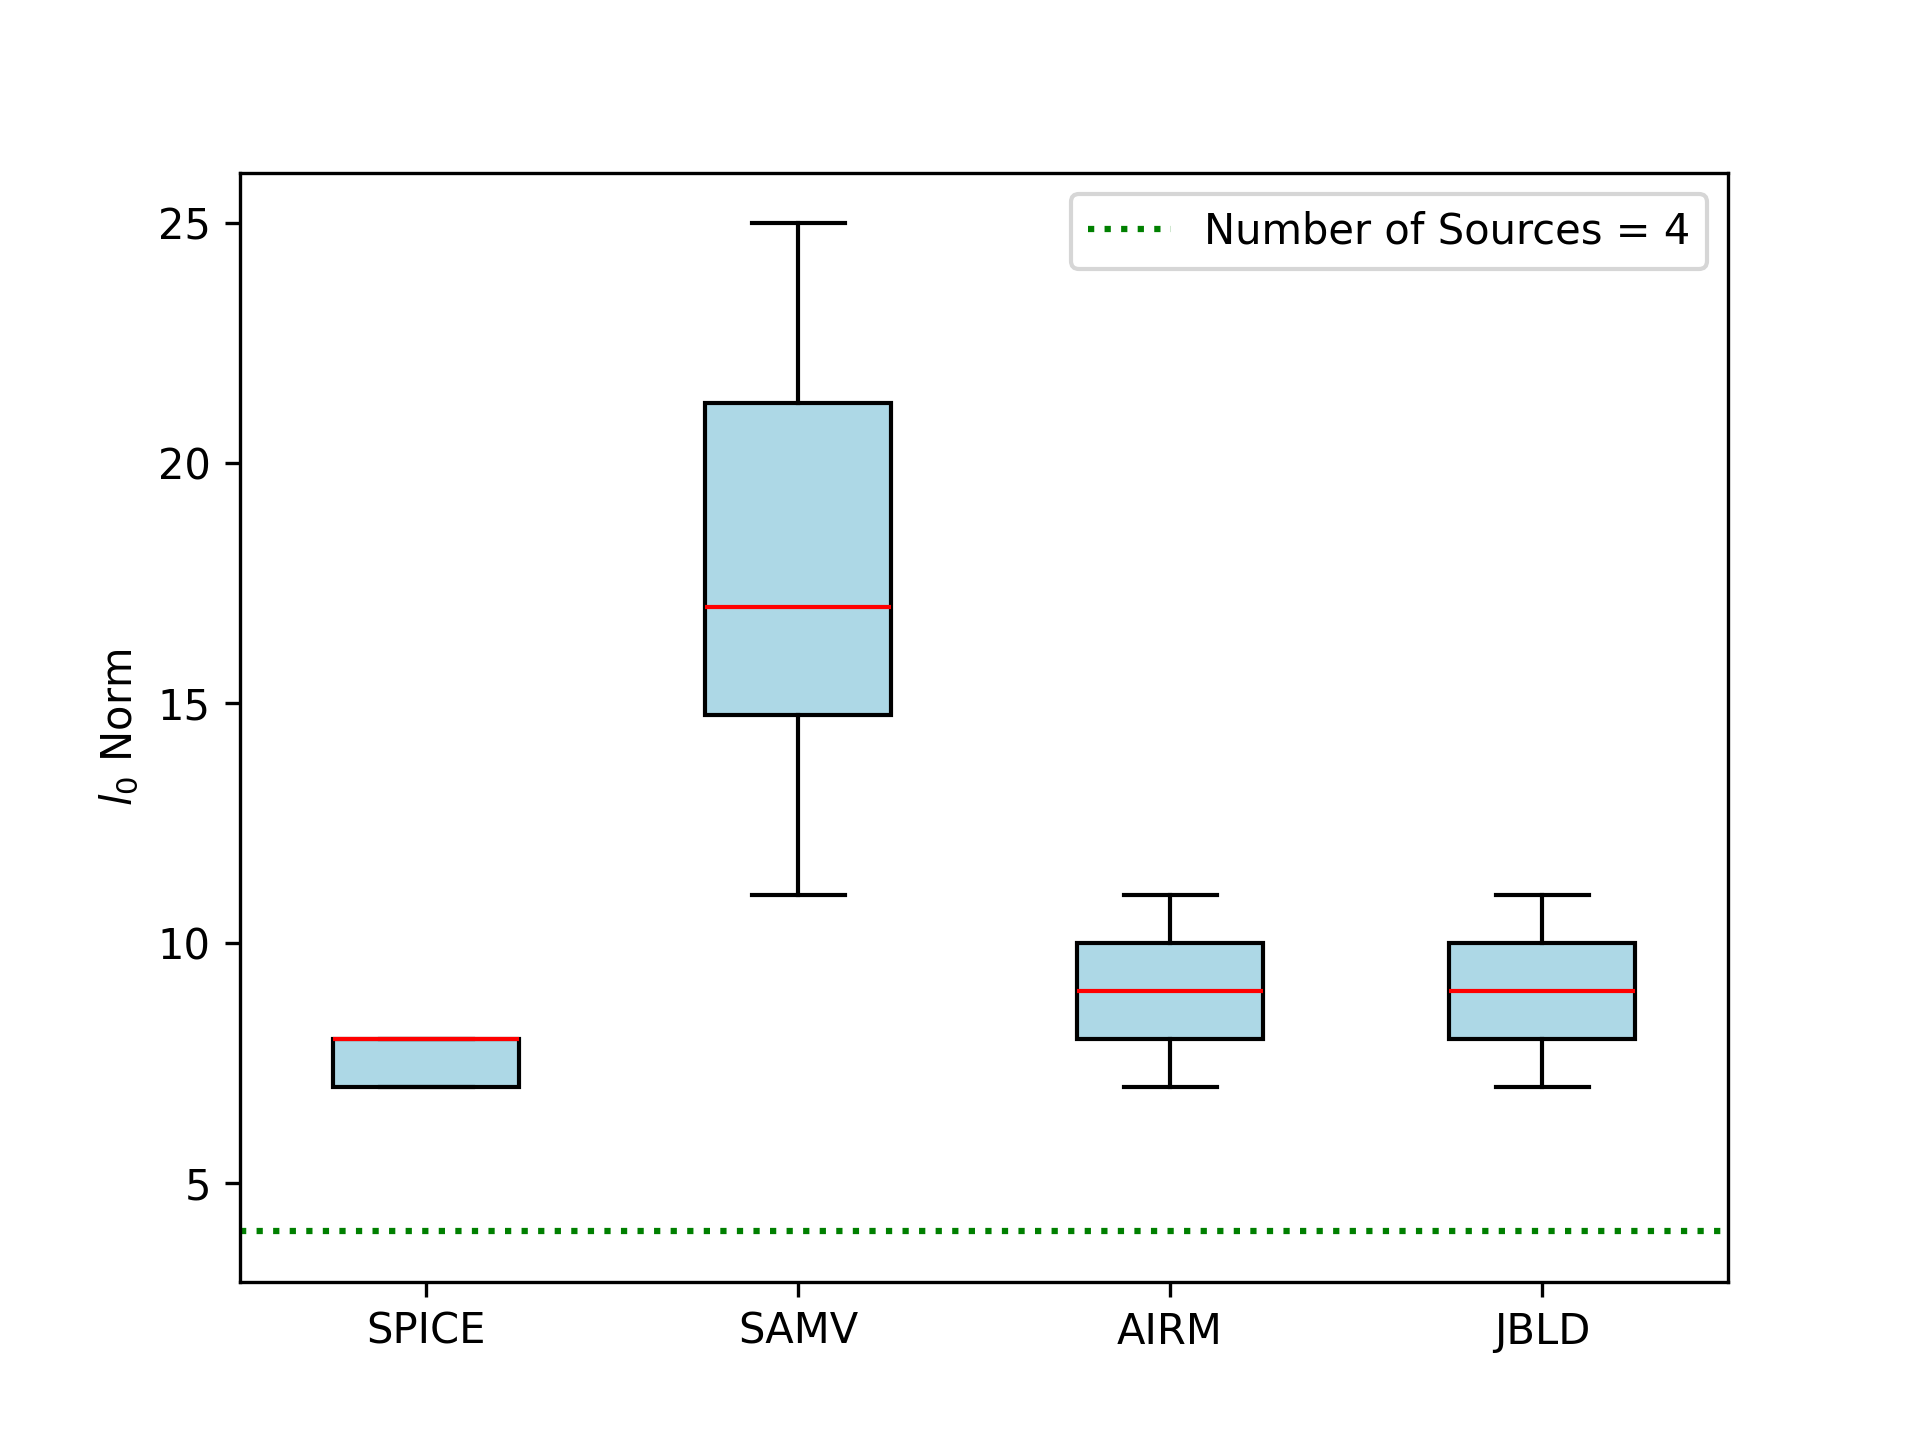 Number of Sources = 4
25
20
15
10
5
l₀ Norm
SPICE
SAMV
AIRM
JBLD